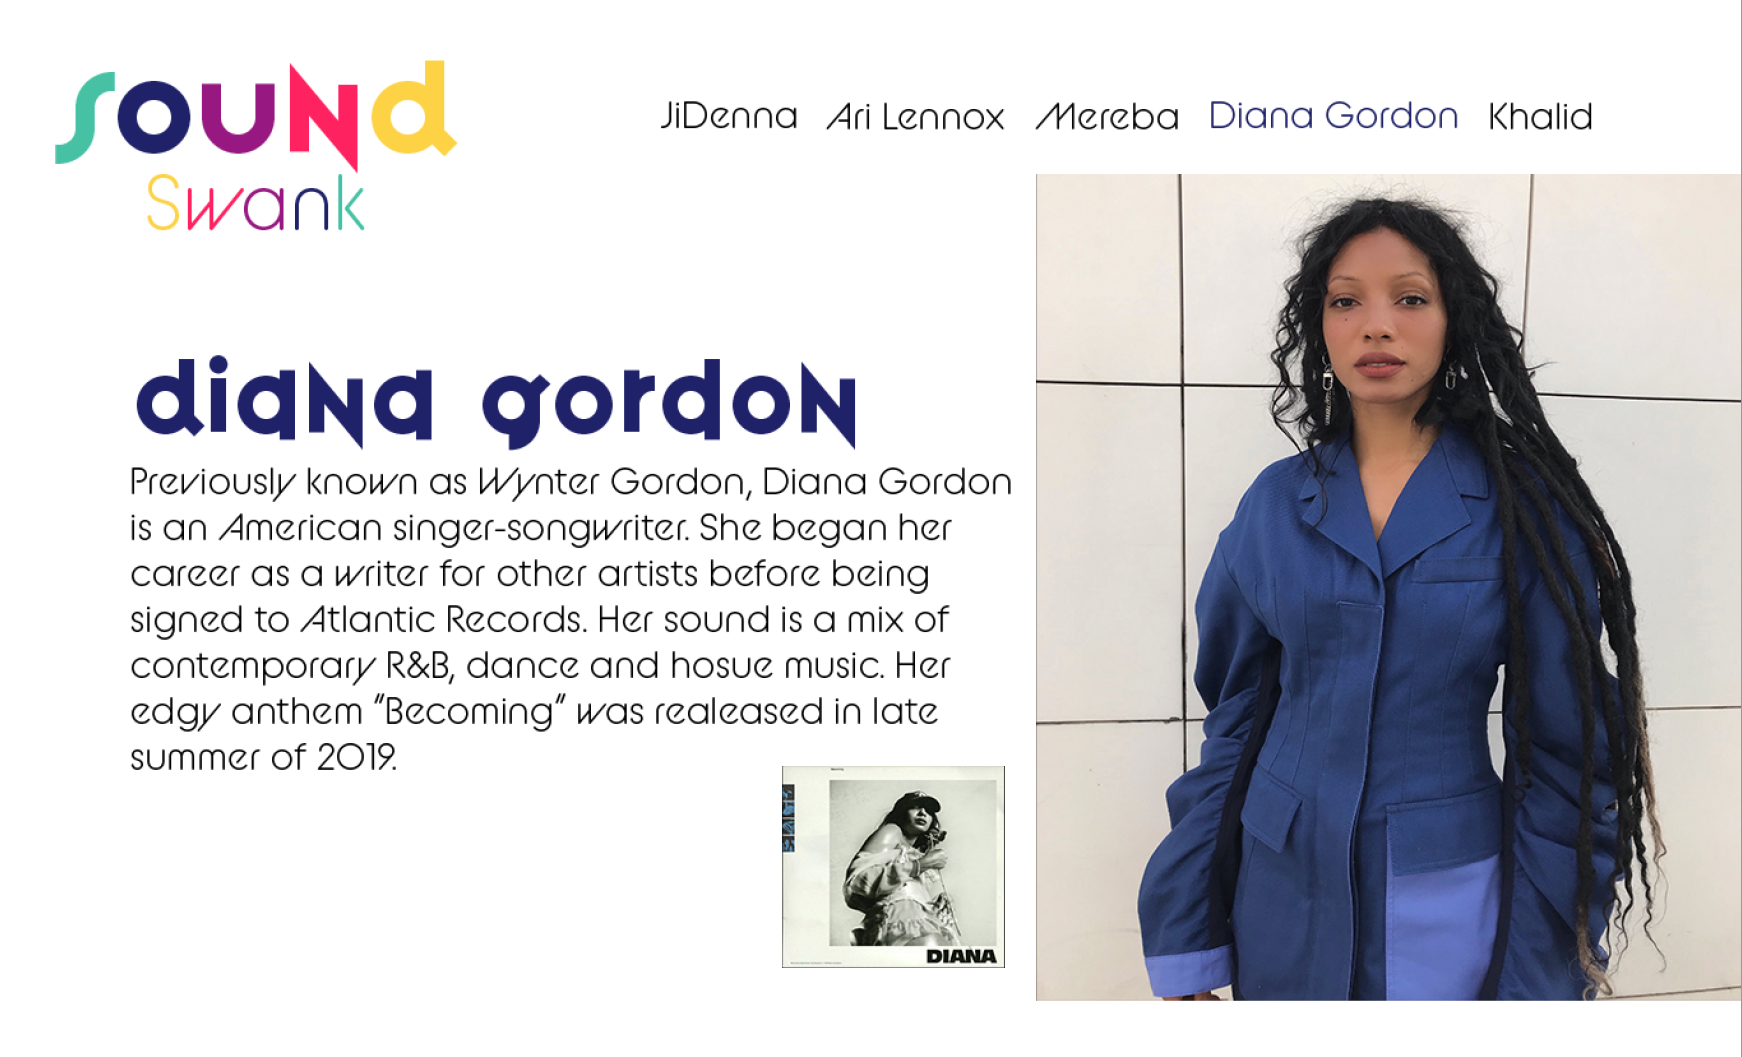 sound
Swank
JiDenna Ari Lennox Mereba Diana Gordon Khalid
diana gordon
Previously known as Wynter Gordon, Diana Gordon
is an American singer-songwriter. She began her
career as a writer for other artists before being
signed to Atlantic Records. Her sound is a mix of
contemporary R&B, dance and hosue music. Her
edgy anthem "Becoming" was realeased in late
summer of 2019.
DIANA